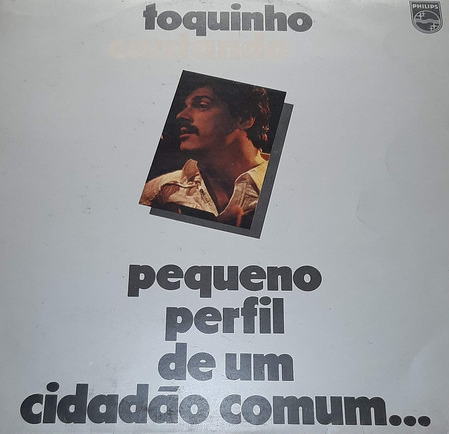 toquinho
PHILIPS
pequeno
perfil
de um
cidadão comum...